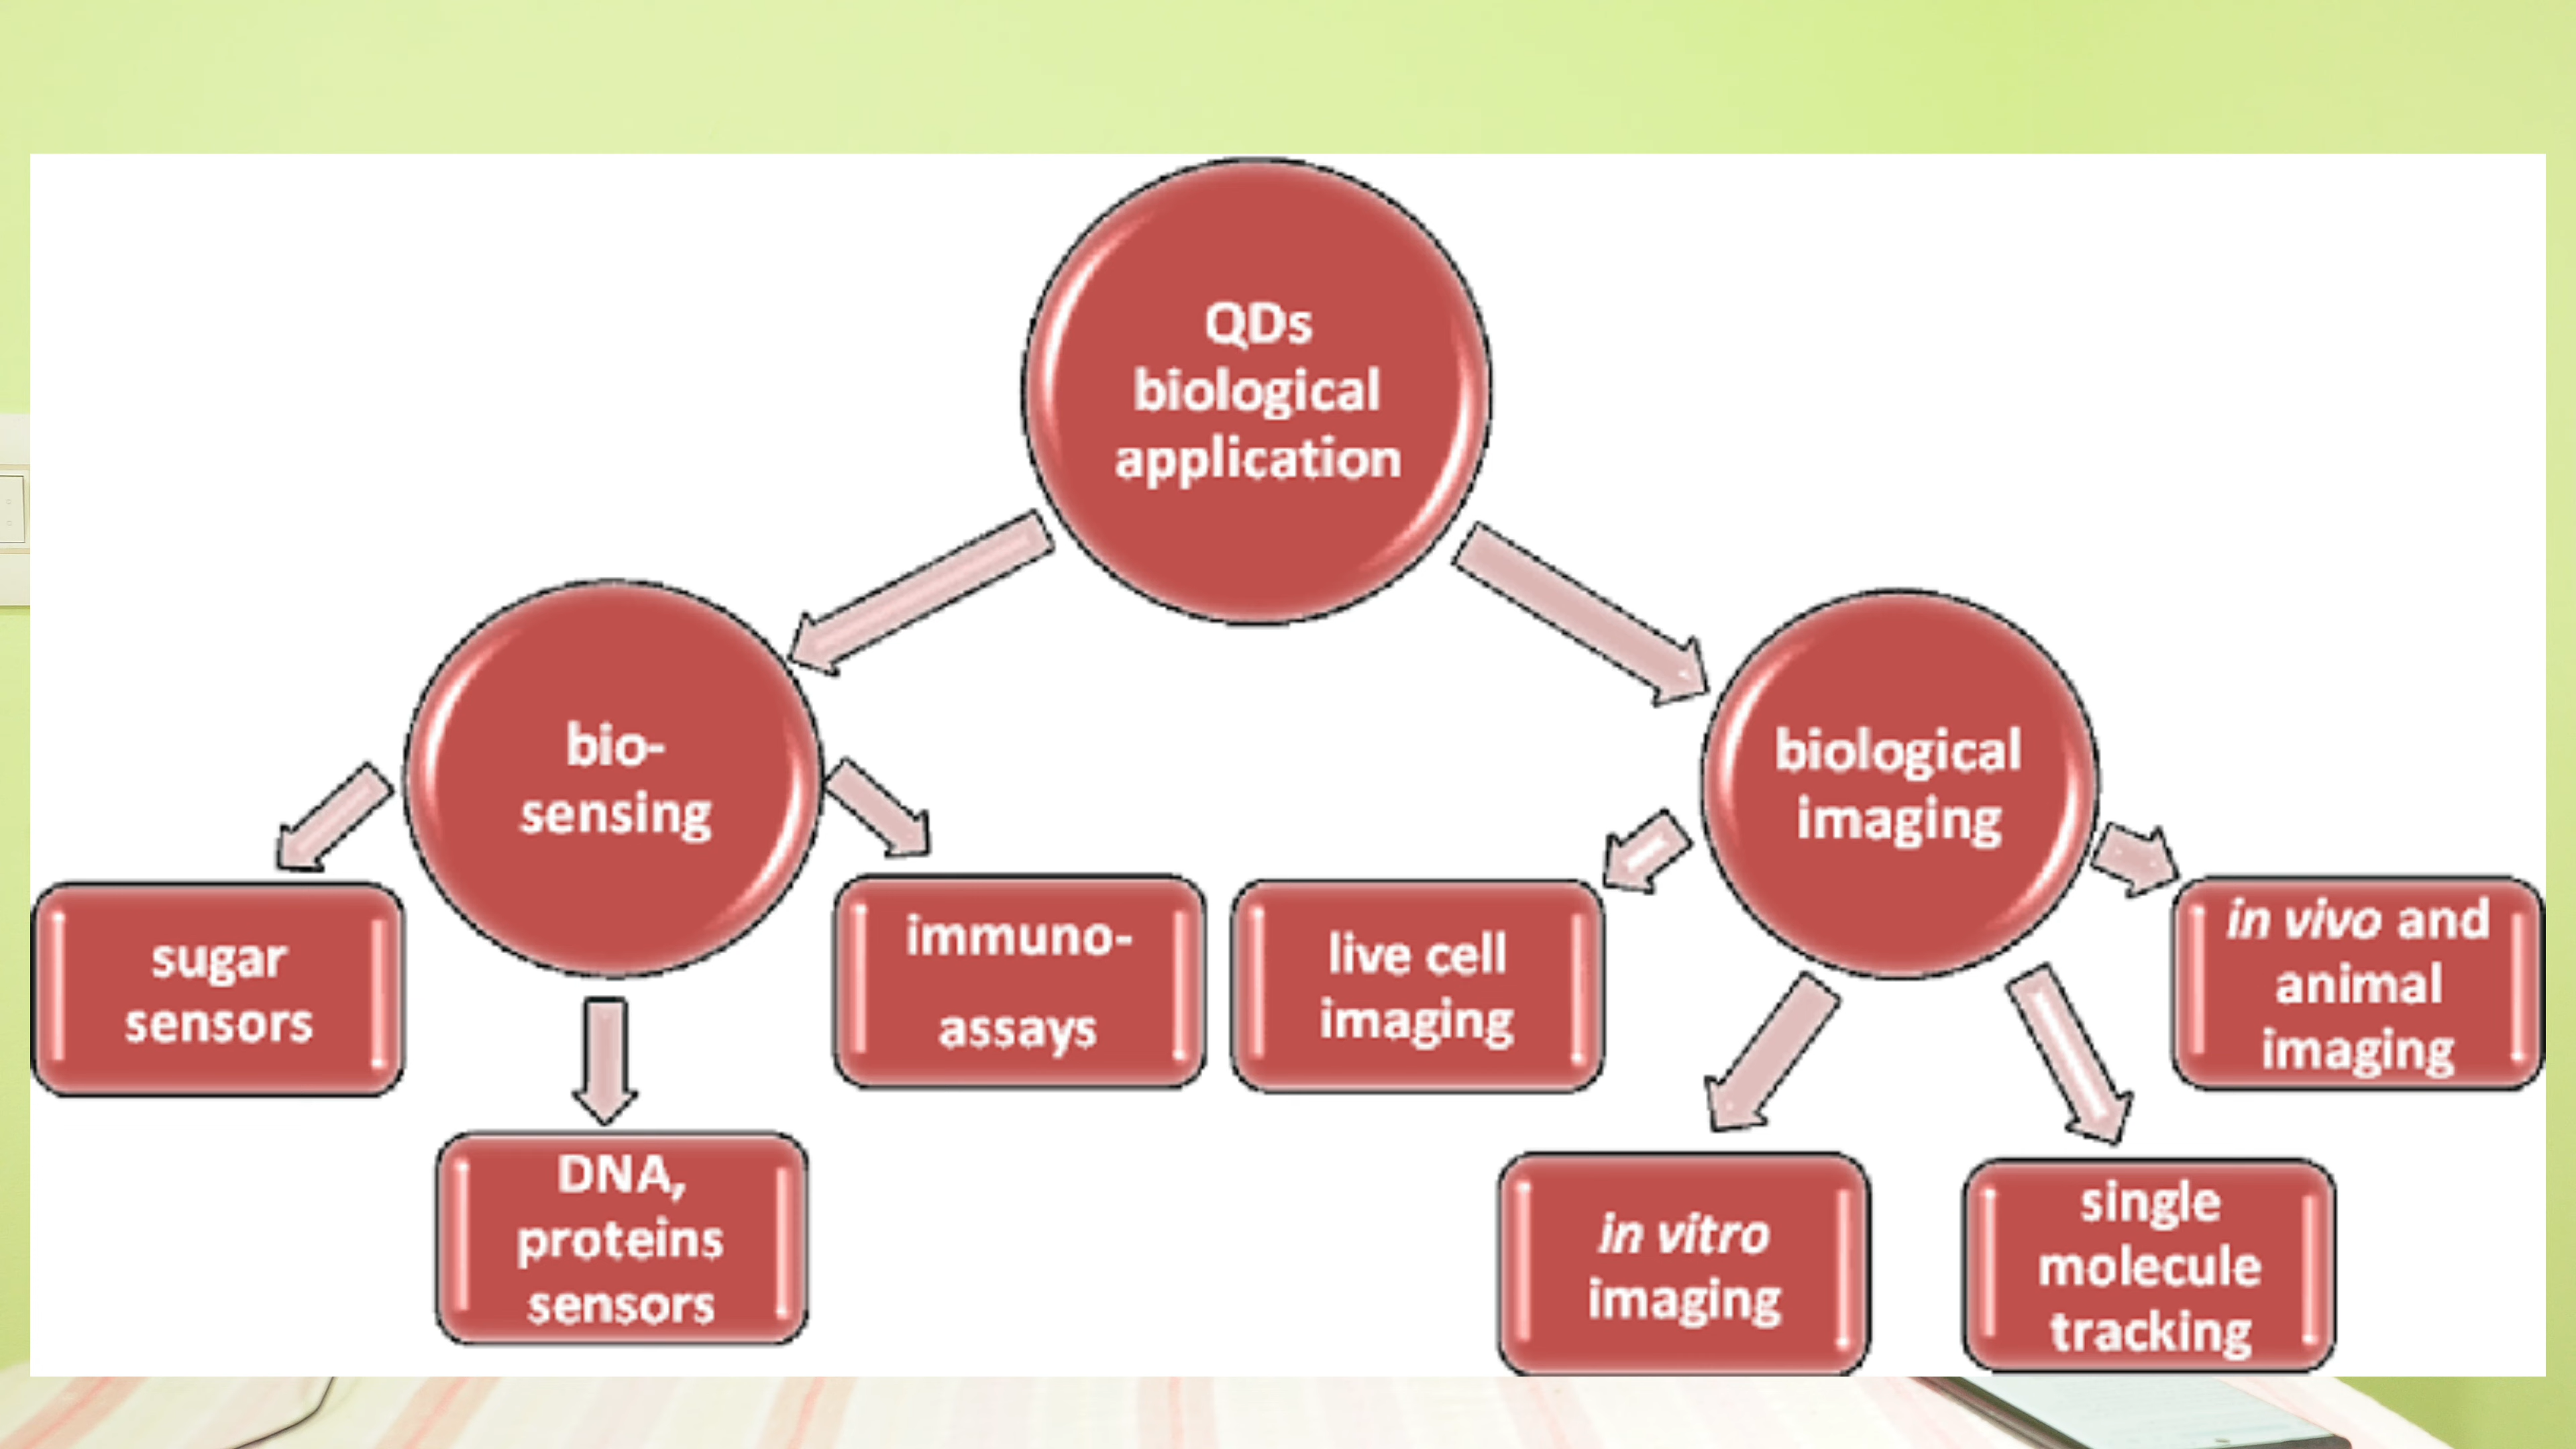 QDs
biological
application
bio-
sensing
biological
imaging
sugar
sensors
DNA,
proteins
sensors
immuno-
assays
live cell
imaging
in vitro
imaging
single
molecule
tracking
in vivo and
animal
imaging